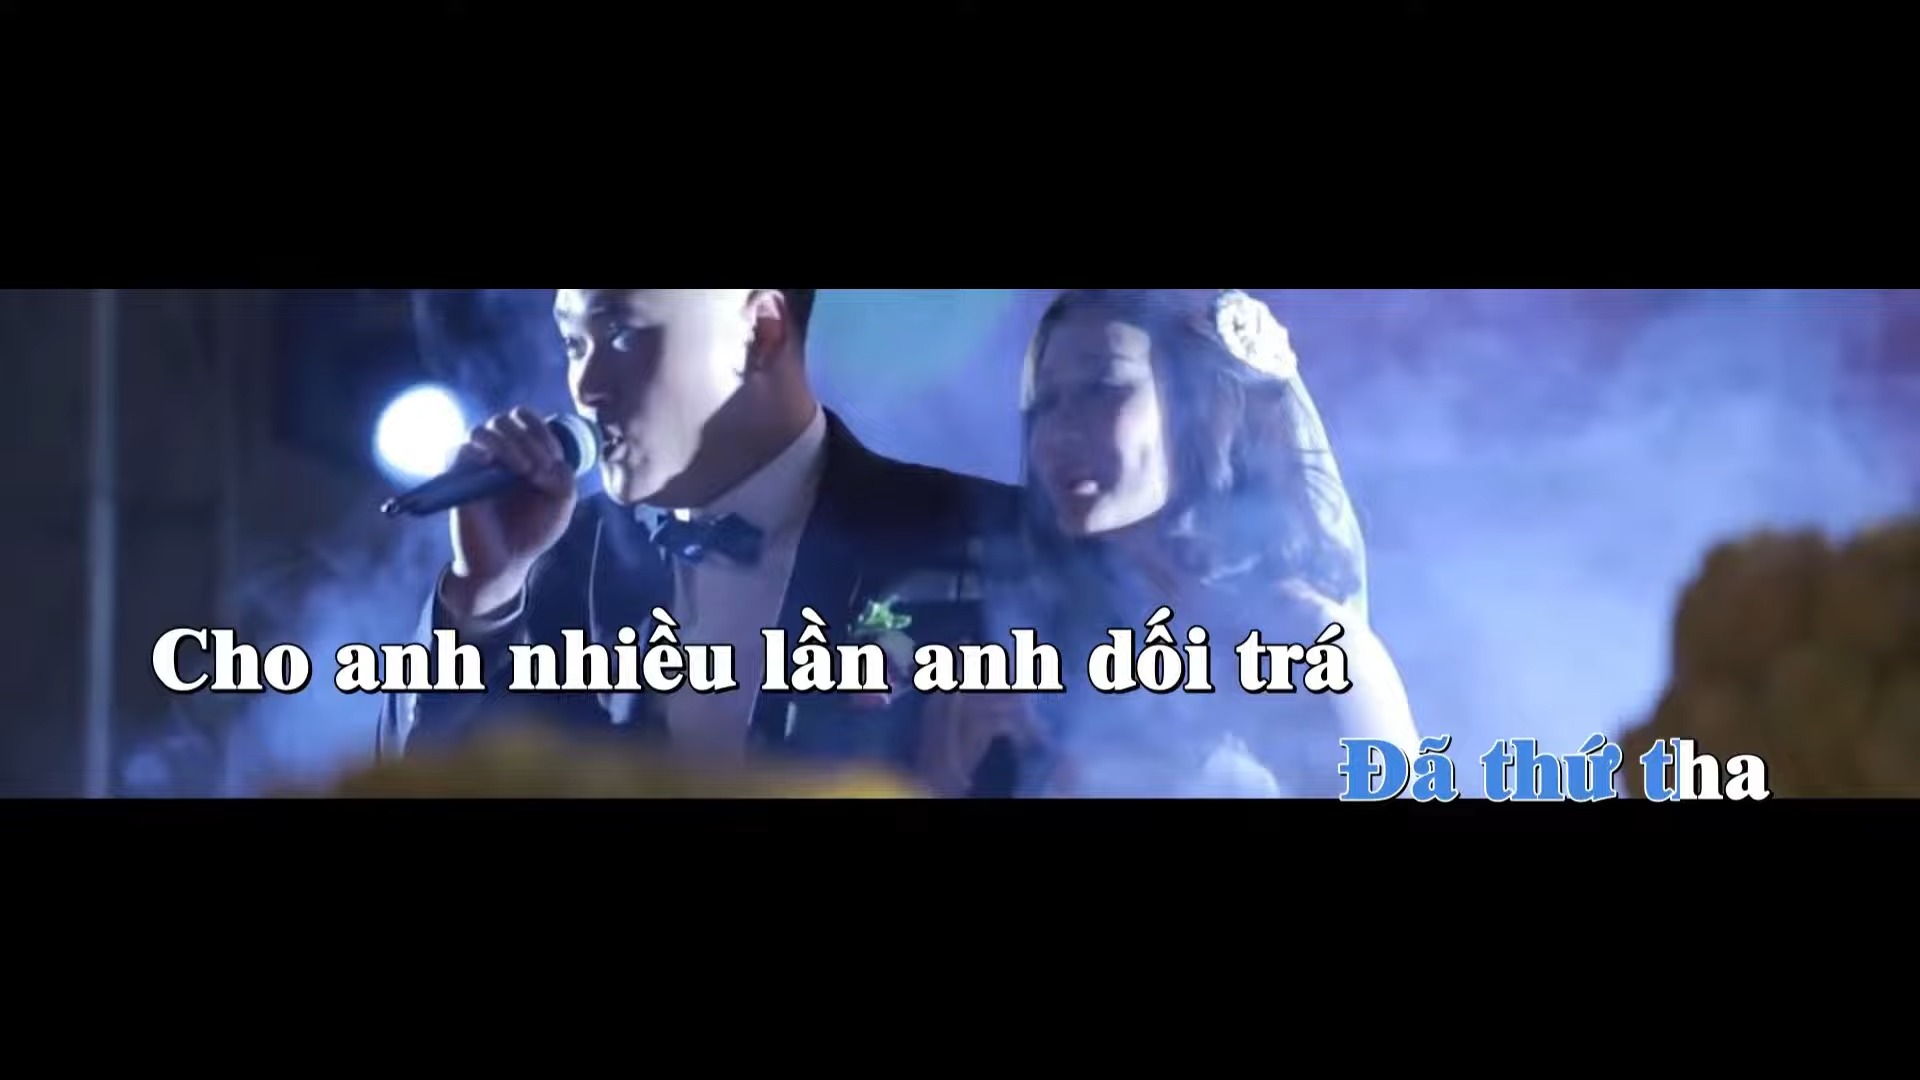 Cho anh nhiều lần anh dối trá
Đã thứ tha